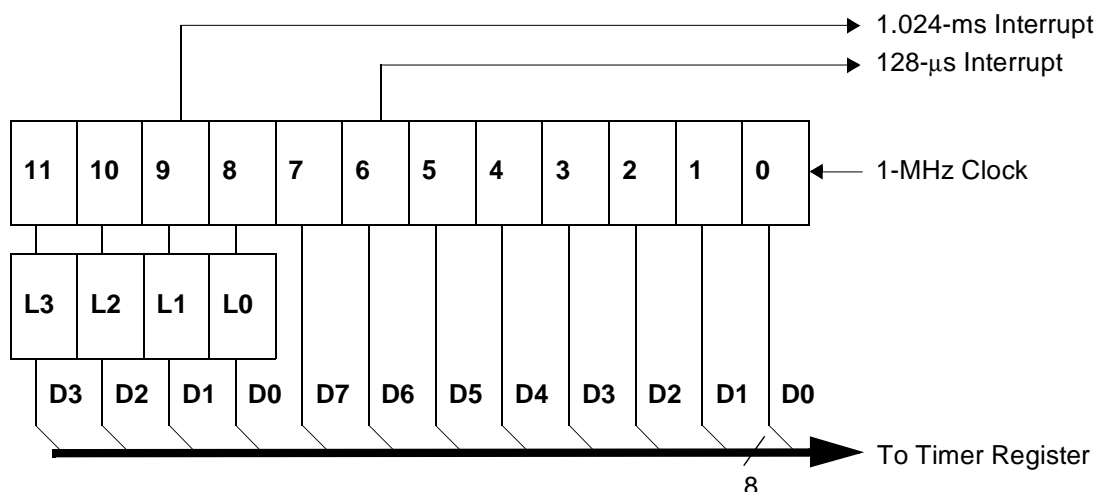 1.024-ms Interrupt
128-μs Interrupt
11 10 9 8 7 6 5 4 3 2 1 0
1-MHz Clock
L3 L2 L1 L0
D3 D2 D1 D0 D7 D6 D5 D4 D3 D2 D1 D0
To Timer Register
8